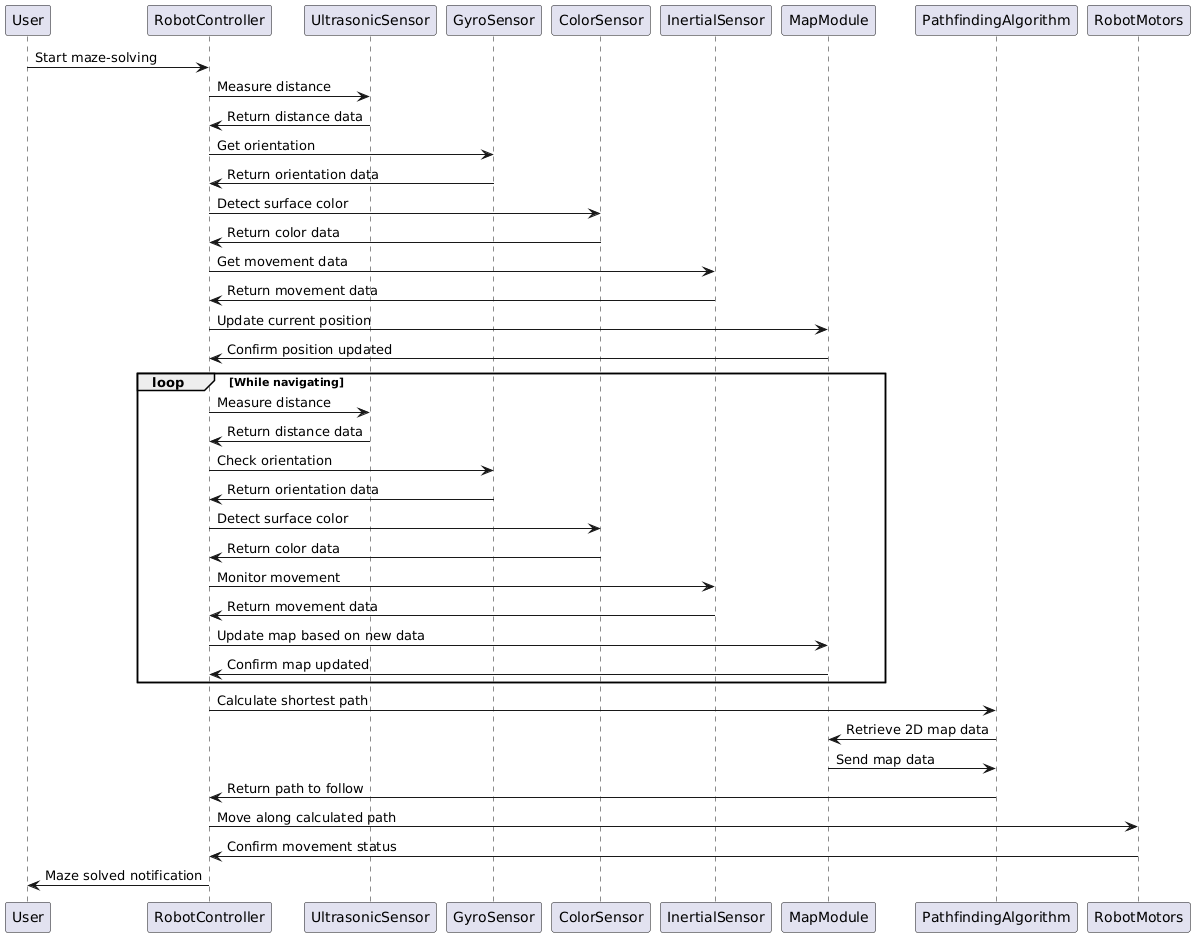 User RobotController UltrasonicSensor GyroSensor ColorSensor InertialSensor MapModule PathfindingAlgorithm RobotMotors
Start maze-solving
Measure distance
Return distance data
Get orientation
Return orientation data
Detect surface color
Return color data
Get movement data
Return movement data
Update current position
Confirm position updated
loop [While navigating]
Measure distance
Return distance data
Check orientation
Return orientation data
Detect surface color
Return color data
Monitor movement
Return movement data
Update map based on new data
Confirm map updated
Calculate shortest path
Retrieve 2D map data
Send map data
Return path to follow
Move along calculated path
Confirm movement status
Maze solved notification
User RobotController UltrasonicSensor GyroSensor ColorSensor InertialSensor MapModule PathfindingAlgorithm RobotMotors